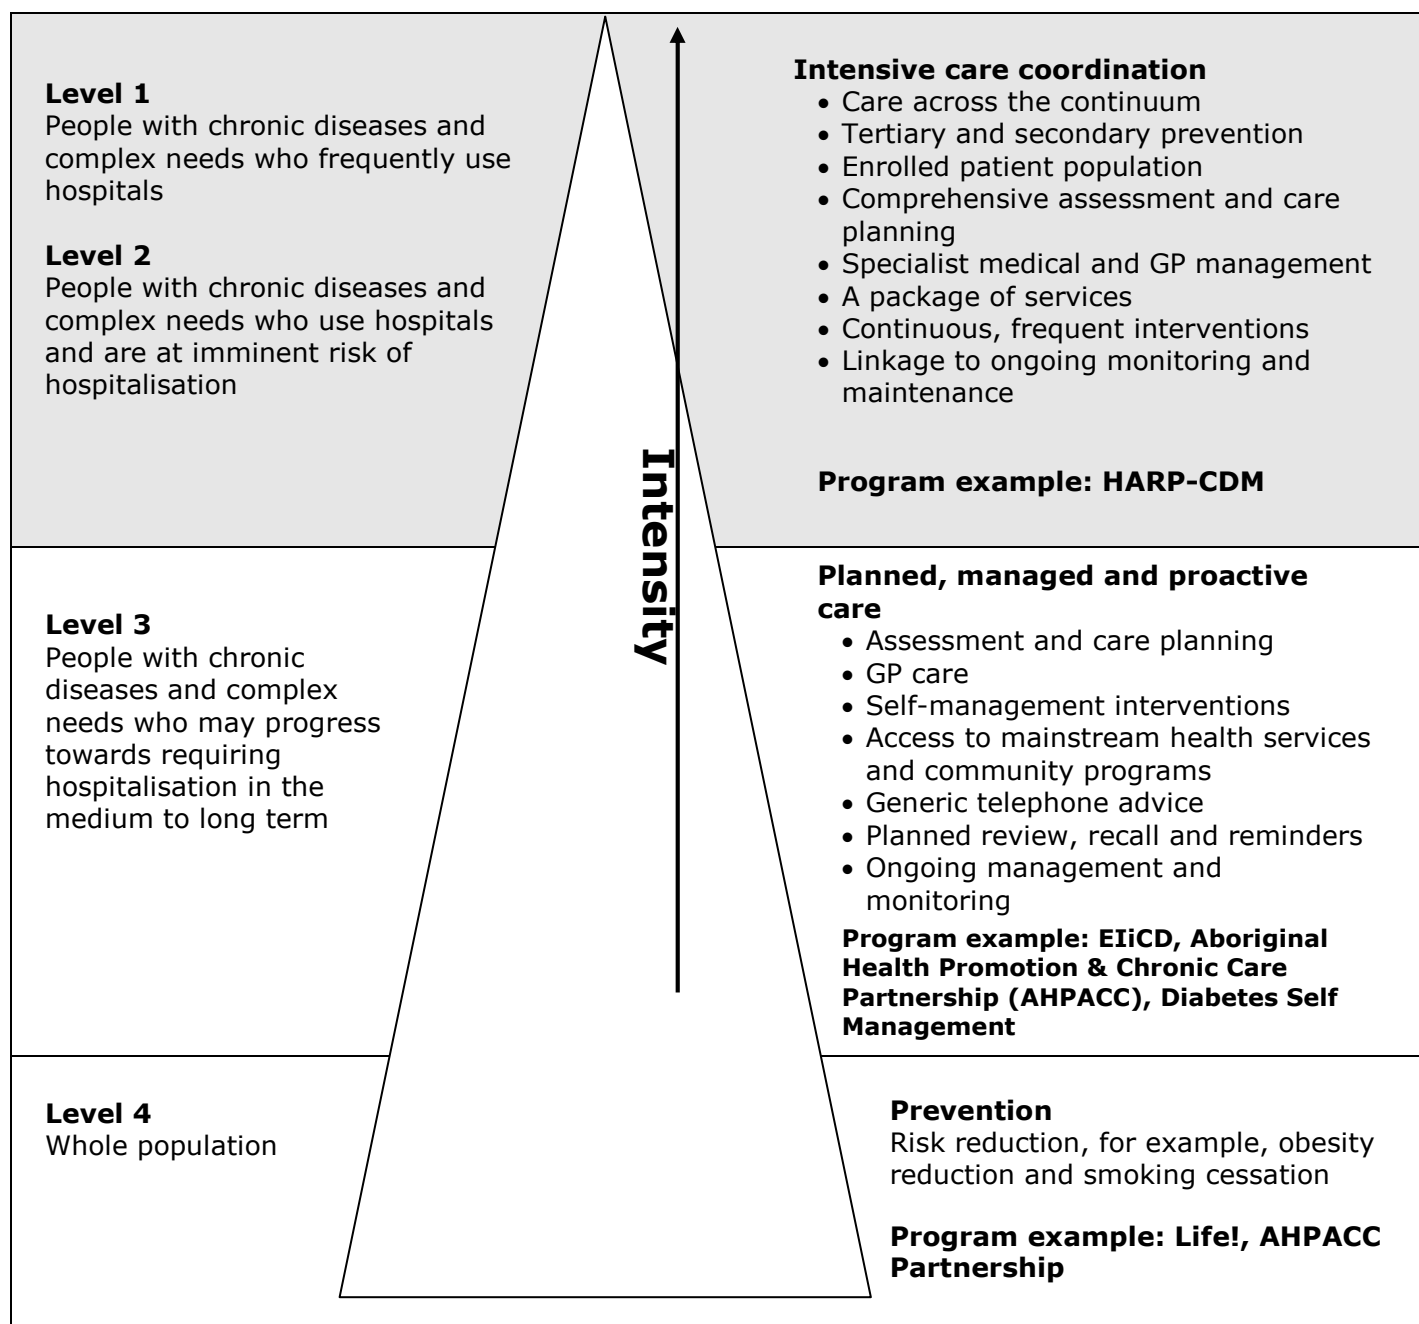 Level 1
People with chronic diseases and
complex needs who frequently use
hospitals
Level 2
People with chronic diseases and
complex needs who use hospitals
and are at imminent risk of
hospitalisation
Intensity
Intensive care coordination
• Care across the continuum
• Tertiary and secondary prevention
• Enrolled patient population
• Comprehensive assessment and care
planning
• Specialist medical and GP management
• A package of services
• Continuous, frequent interventions
• Linkage to ongoing monitoring and
maintenance
Program example: HARP-CDM
Level 3
People with chronic
diseases and complex
needs who may progress
towards requiring
hospitalisation in the
medium to long term
Planned, managed and proactive
care
• Assessment and care planning
• GP care
• Self-management interventions
• Access to mainstream health services
and community programs
• Generic telephone advice
• Planned review, recall and reminders
• Ongoing management and
monitoring
Program example: EIiCD, Aboriginal
Health Promotion & Chronic Care
Partnership (AHPACC), Diabetes Self
Management
Level 4
Whole population
Prevention
Risk reduction, for example, obesity
reduction and smoking cessation
Program example: Life!, AHPACC
Partnership